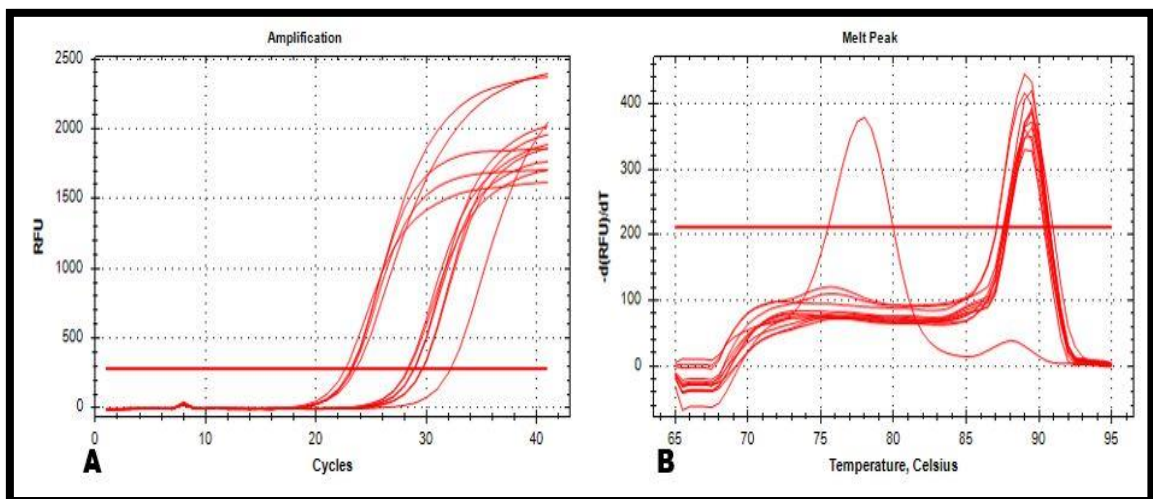 Amplification
2500
2000
1500
1000
500
0
RFU
0 10 20 30 40
Cycles
A
Melt Peak
400
300
200
100
0
-d(RFU)/dT
65 70 75 80 85 90 95
Temperature, Celsius
B